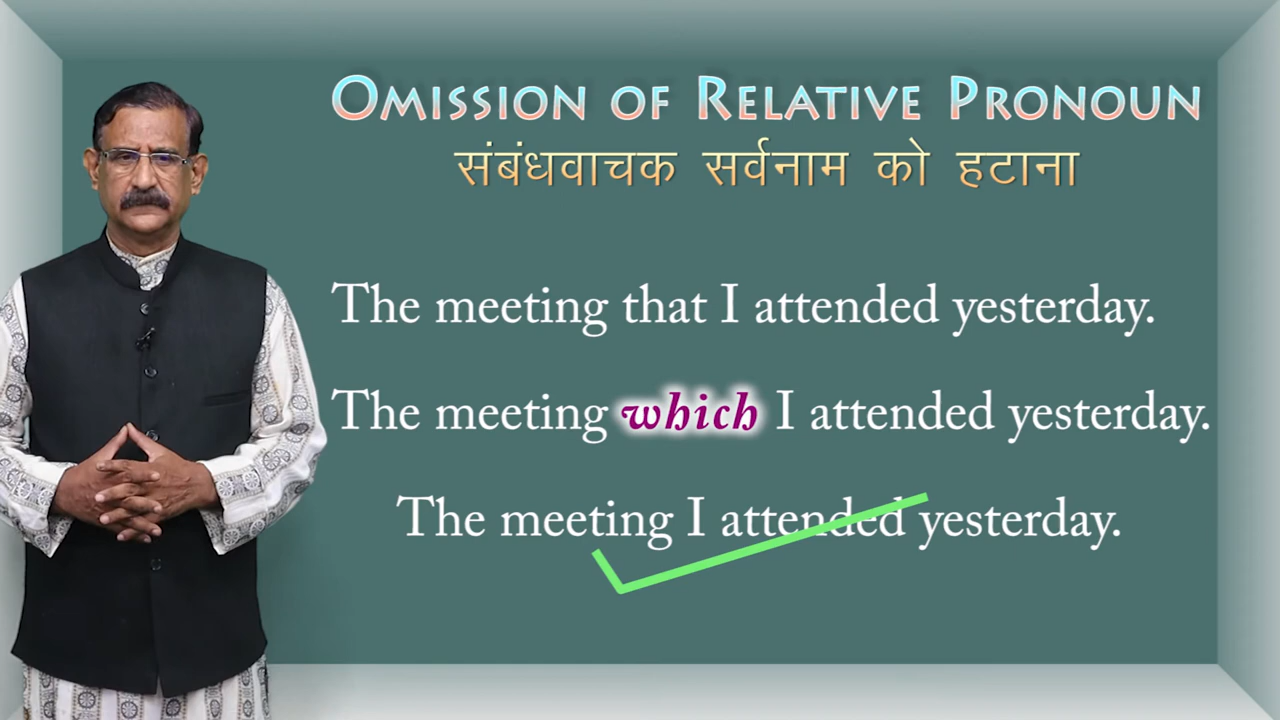 OMISSION OF RELATIVE PRONOUN
संबंधवाचक सर्वनाम को हटाना
The meeting that I attended yesterday.
The meeting which I attended yesterday.
The meeting I attended yesterday.